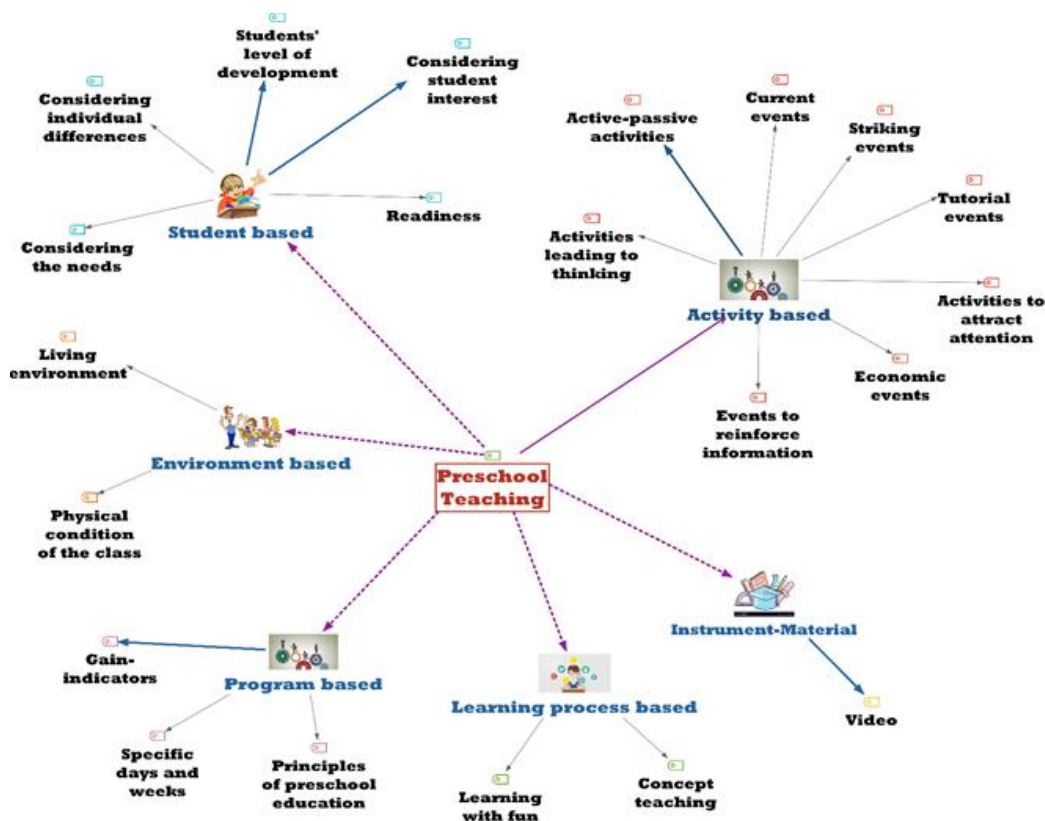 Students'
level of
development
Considering
student
interest
Considering
individual
differences
Readiness
Considering
the needs
Student based
Active-passive
activities
Current
events
Striking
events
Tutorial
events
Activities
leading to
thinking
Activities to
attract
attention
Activity based
Economic
events
Events to
reinforce
information
Living
environment
Environment based
Physical
condition
of the class
Preschool
Teaching
Instrument-Material
Video
Gain-
indicators
Program based
Specific
days and
weeks
Principles
of preschool
education
Learning process based
Learning
with fun
Concept
teaching